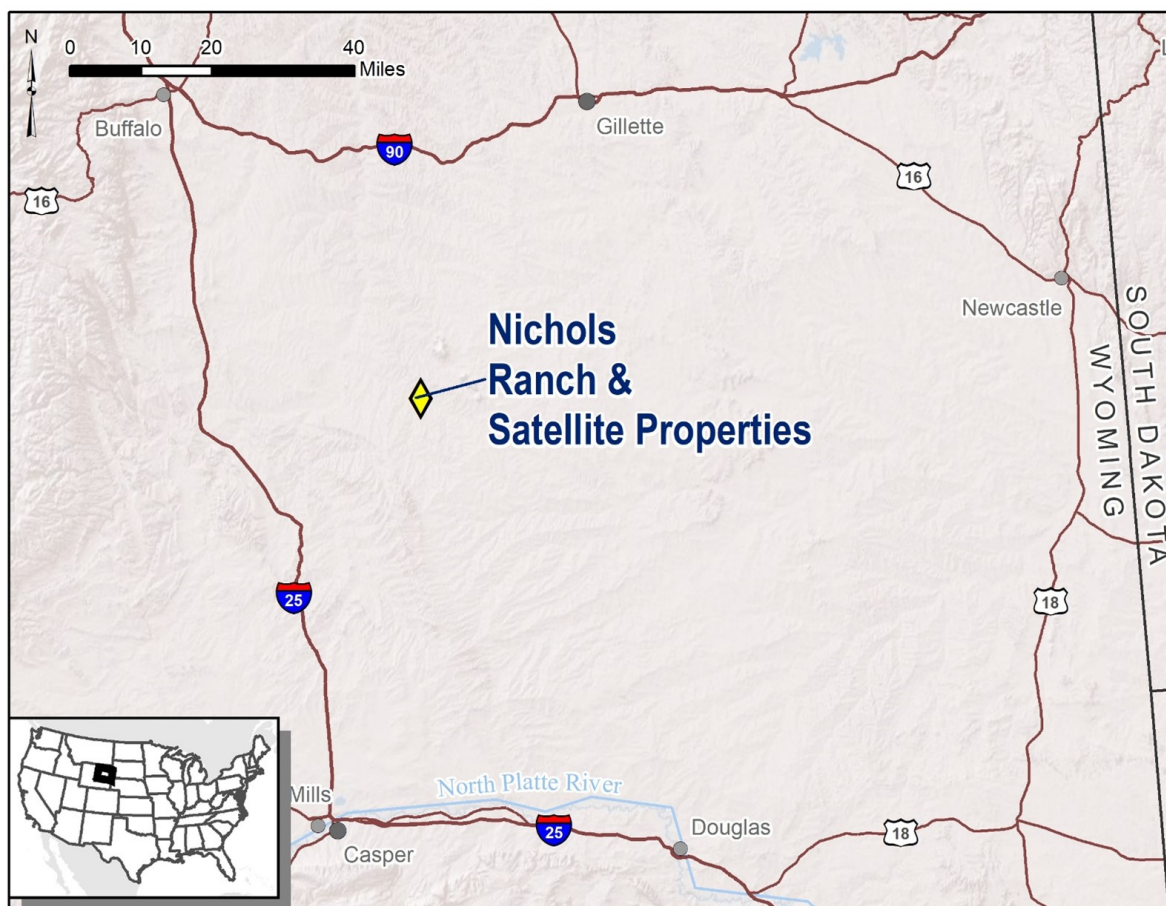 N
0 10 20 40
Miles
Buffalo
Gillette
90
16
16
Newcastle
Nichols
Ranch &
Satellite Properties
SOUTH DAKOTA
WYOMING
25
18
North Platte River
Mills
Casper
25
Douglas
18